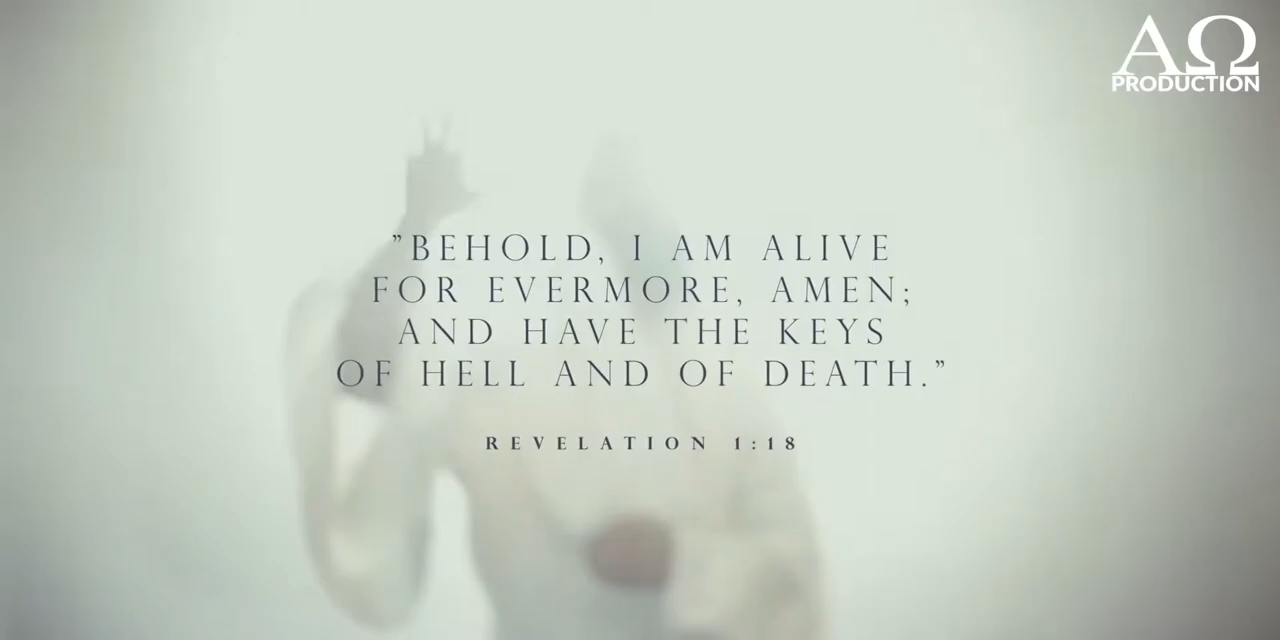 ΑΩ
PRODUCTION
”BEHOLD, I AM ALIVE
FOR EVERMORE, AMEN;
AND HAVE THE KEYS
OF HELL AND OF DEATH.”
REVELATION 1:18